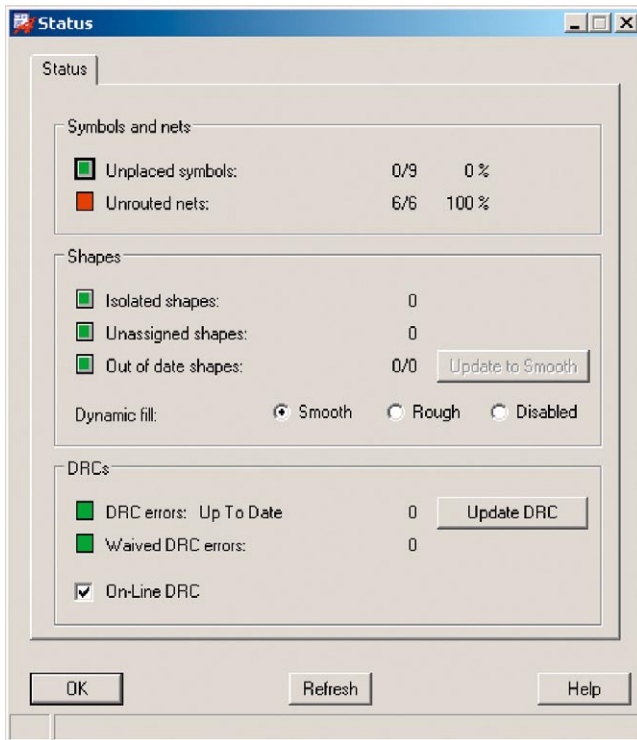 Status
Status
Symbols and nets
Unplaced symbols: 0/9 0 %
Unrouted nets: 6/6 100 %
Shapes
Isolated shapes: 0
Unassigned shapes: 0
Out of date shapes: 0/0 Update to Smooth
Dynamic fill: Smooth Rough Disabled
DRCs
DRC errors: Up To Date 0 Update DRC
Waived DRC errors: 0
On-Line DRC
OK Refresh Help